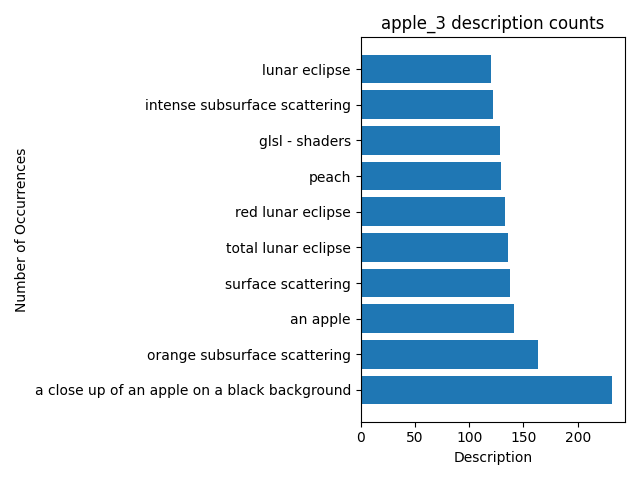 apple_3 description counts
lunar eclipse
intense subsurface scattering
glsl - shaders
peach
red lunar eclipse
total lunar eclipse
surface scattering
an apple
orange subsurface scattering
a close up of an apple on a black background
Number of Occurrences
0 50 100 150 200
Description